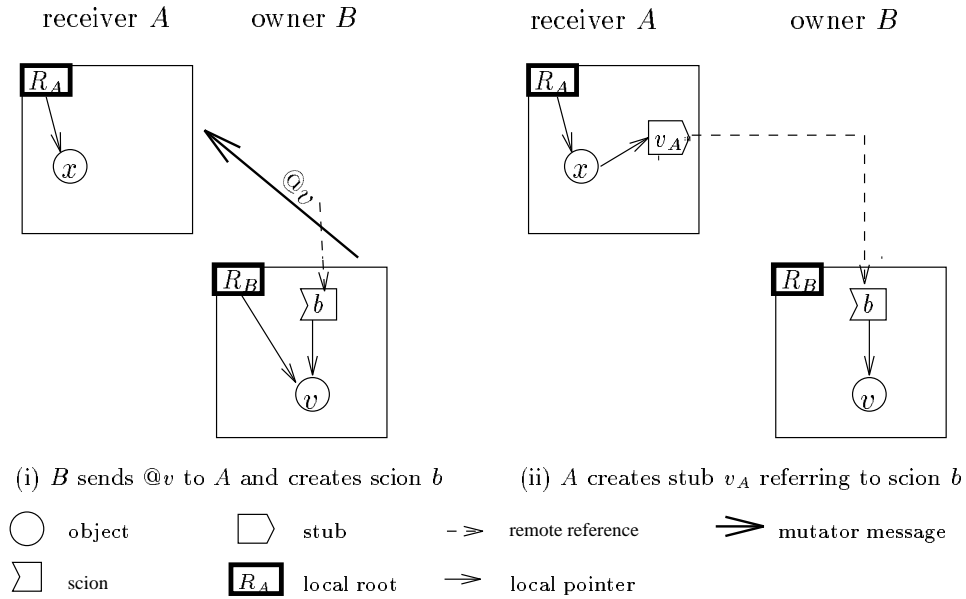 receiver A owner B
receiver A owner B
R_A
x
@v
R_B
b
v
R_A
x
v_A
R_B
b
v
(i) B sends @v to A and creates scion b
(ii) A creates stub v_A referring to scion b
object
stub
remote reference
mutator message
scion
R_A
local root
local pointer